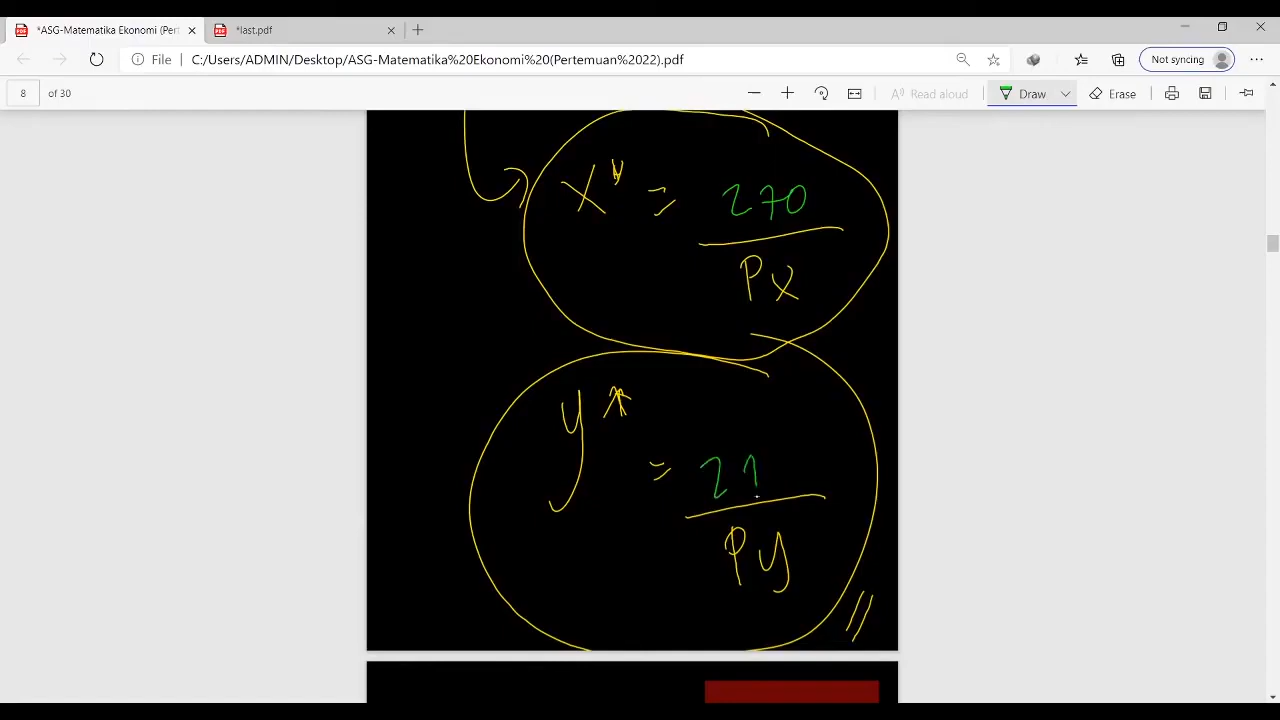 *ASG-Matematika Ekonomi (Per
*last.pdf
File C:/Users/ADMIN/Desktop/ASG-Matematika%20Ekonomi%20(Pertemuan%2022).pdf
Not syncing
8 of 30
Read aloud
Draw
Erase
X* = 270
Px
y* = 21
Py